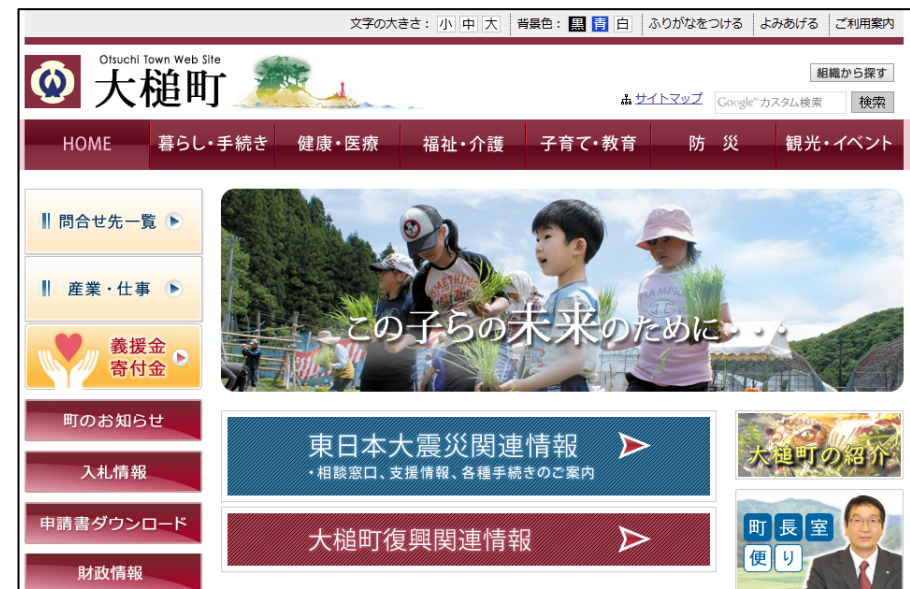 文字の大きさ： 小 中 大 背景色： 黒 青 白 ふりがなをつける よみあげる ご利用案内
Otsuchi Town Web Site
大槌町
組織から探す
サイトマップ Google™カスタム検索 検索
HOME 暮らし・手続き 健康・医療 福祉・介護 子育て・教育 防 災 観光・イベント
問合せ先一覧
産業・仕事
義援金
寄付金
この子らの未来のために・・・
町のお知らせ
入札情報
申請書ダウンロード
財政情報
東日本大震災関連情報
・相談窓口、支援情報、各種手続きのご案内
大槌町復興関連情報
大槌町の紹介
町長室
便り